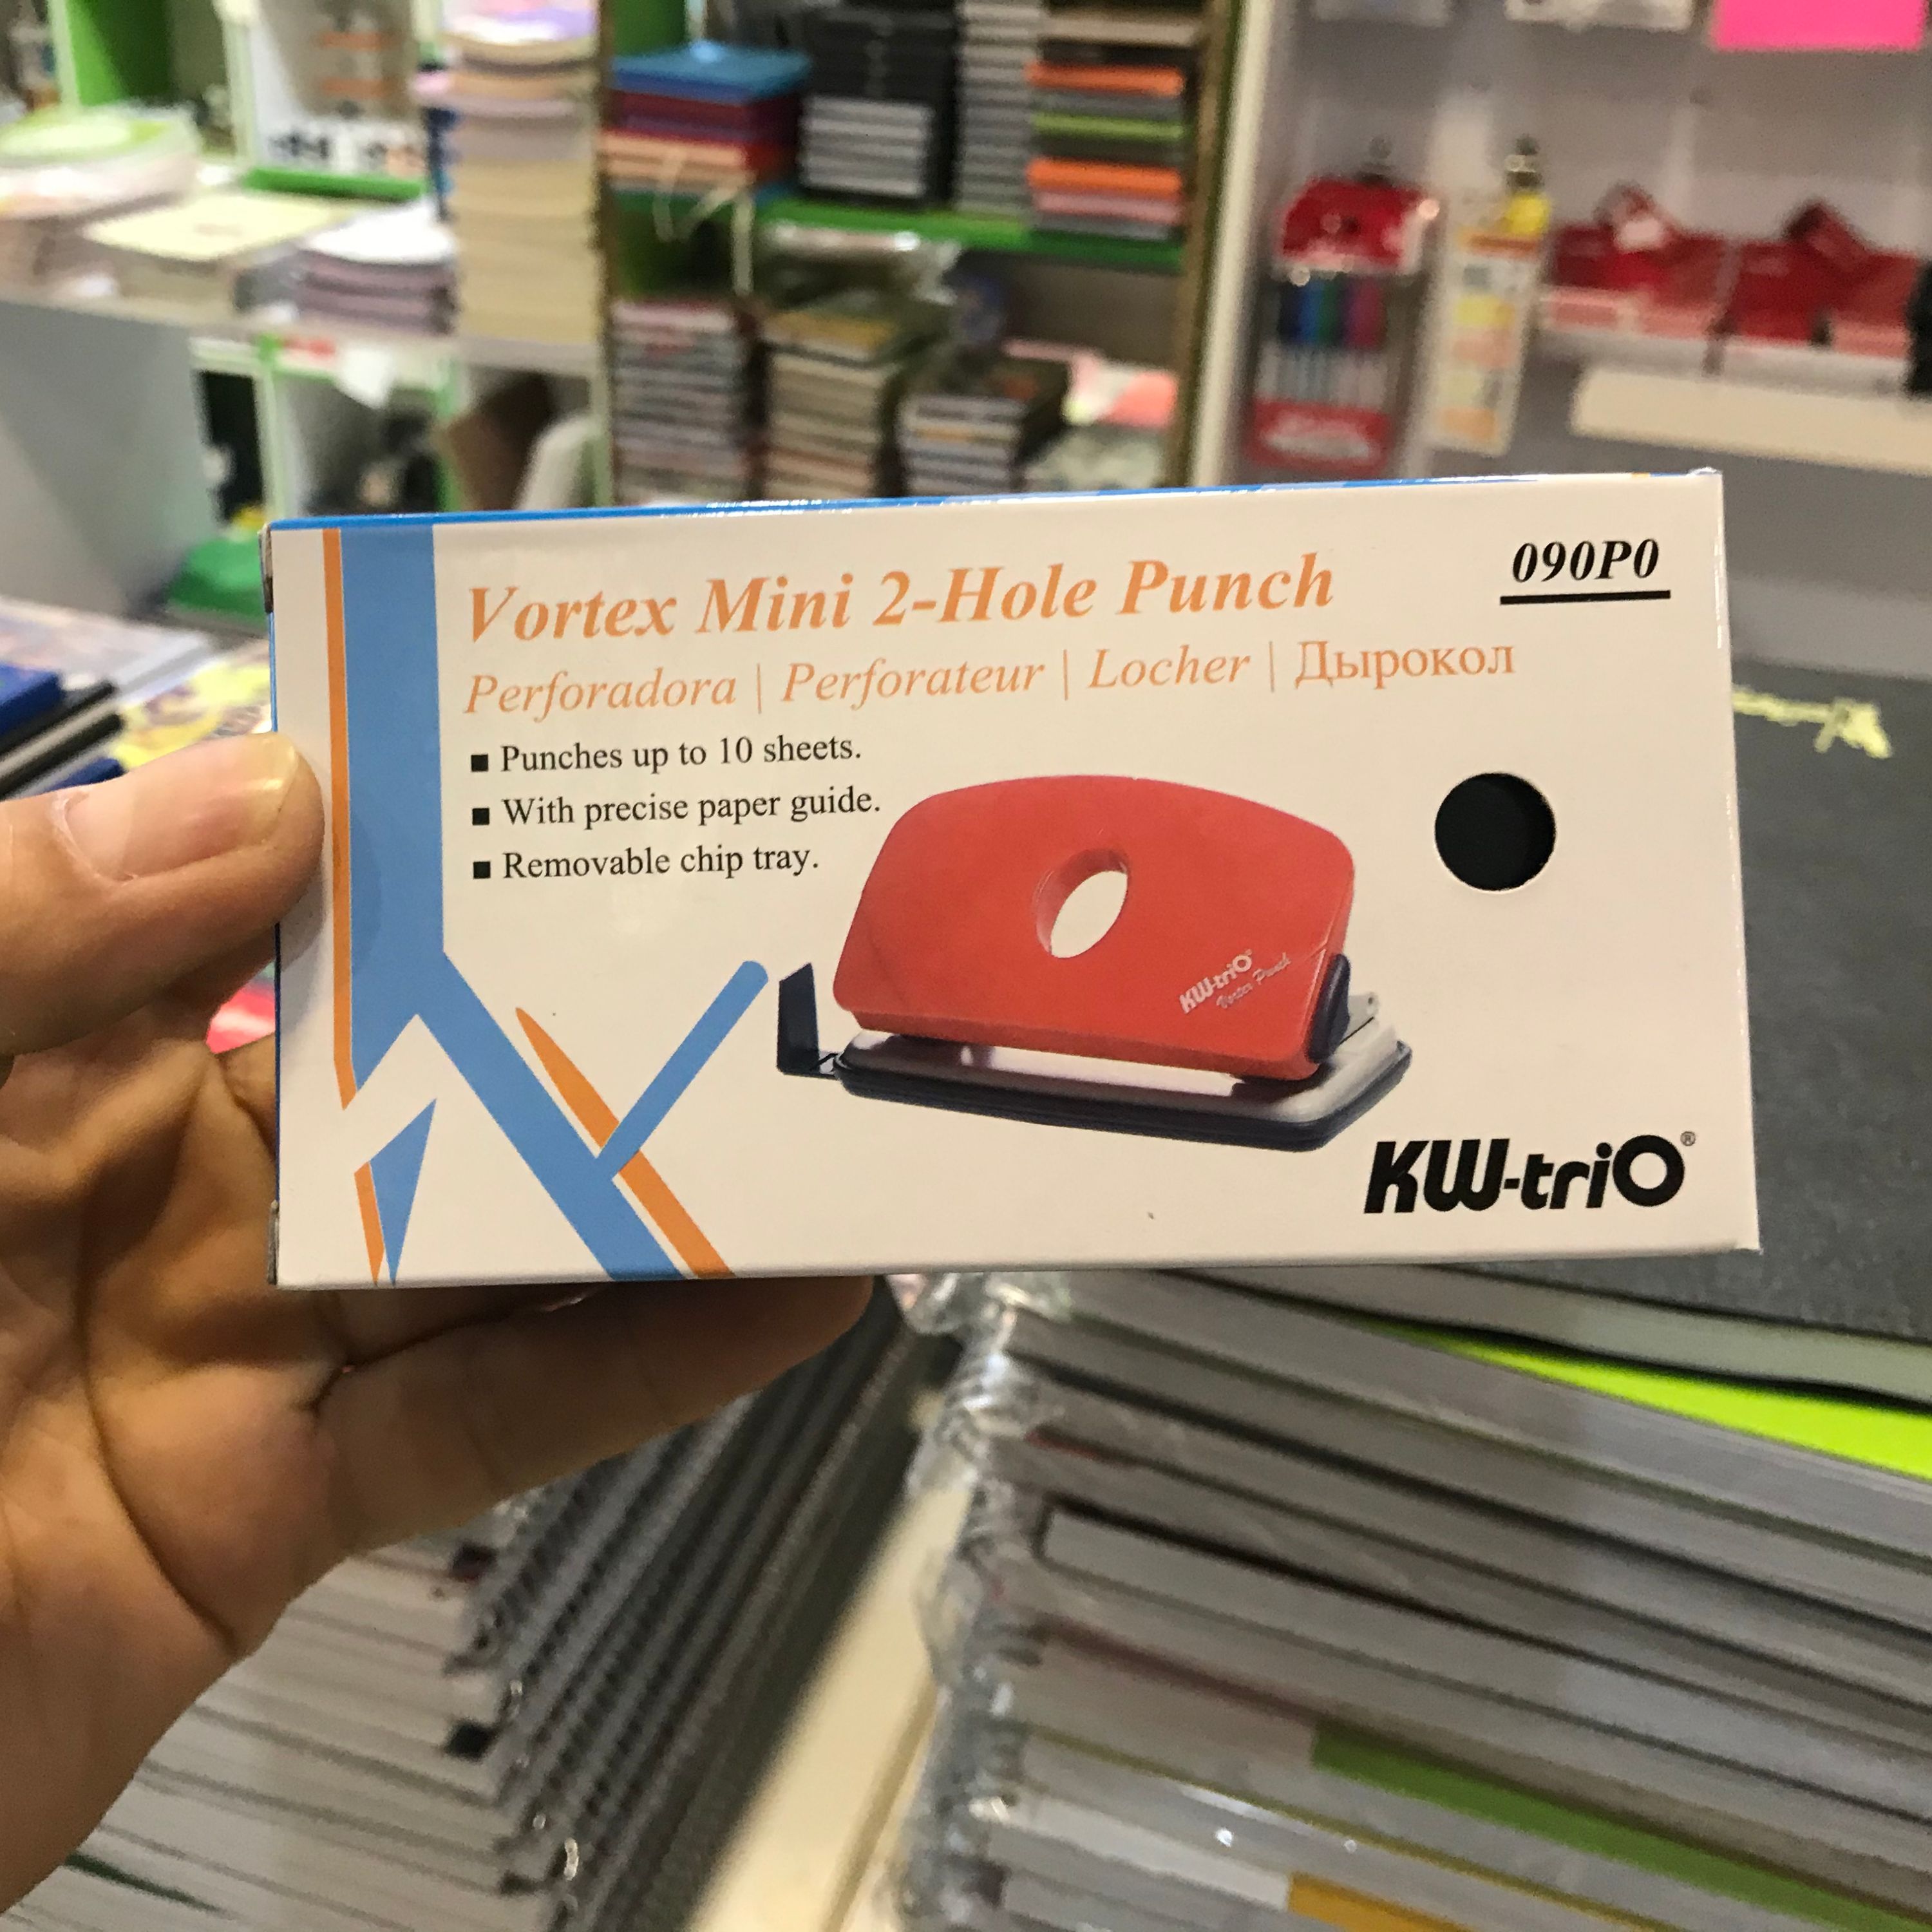 Vortex Mini 2-Hole Punch
090P0
Perforadora | Perforateur | Locher | Дырокол
■ Punches up to 10 sheets.
■ With precise paper guide.
■ Removable chip tray.
KW-triO®
Vortex Punch
KW-triO®